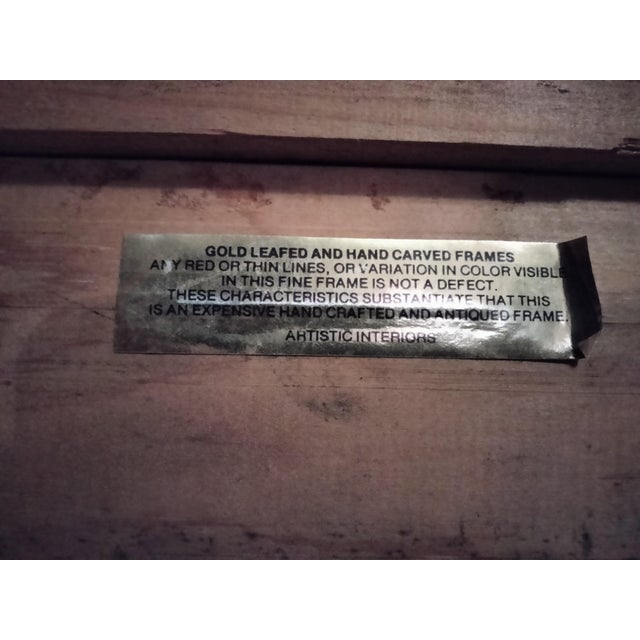 GOLD LEAFED AND HAND CARVED FRAMES
ANY RED OR THIN LINES, OR VARIATION IN COLOR VISIBLE
IN THIS FINE FRAME IS NOT A DEFECT.
THESE CHARACTERISTICS SUBSTANTIATE THAT THIS
IS AN EXPENSIVE HAND CRAFTED AND ANTIQUED FRAME.
ARTISTIC INTERIORS